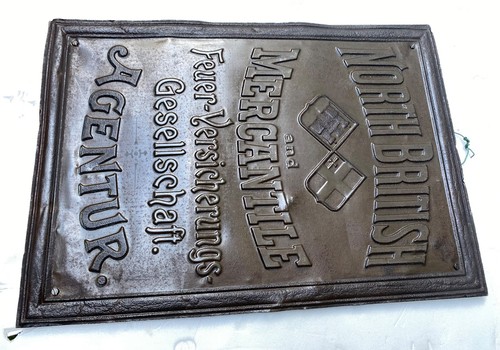 NORTH BRITISH
and
MERCANTILE
Feuer-Versicherungs-
Gesellschaft.
AGENTUR.